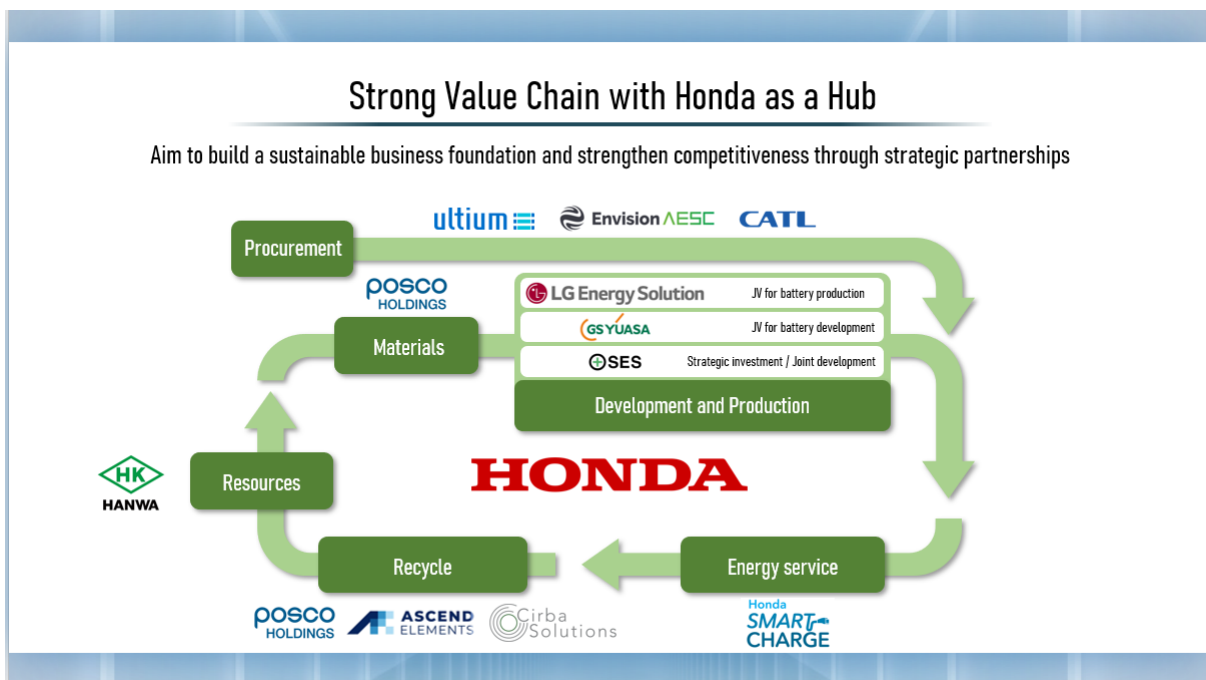 Strong Value Chain with Honda as a Hub
Aim to build a sustainable business foundation and strengthen competitiveness through strategic partnerships
ultium
Envision AESC
CATL
Procurement
posco
HOLDINGS
LG Energy Solution
JV for battery production
GS YUASA
JV for battery development
SES
Strategic investment / Joint development
Materials
Development and Production
HK
HANWA
Resources
HONDA
Recycle
Energy service
posco
HOLDINGS
ASCEND
ELEMENTS
Cirba
Solutions
Honda
SMART
CHARGE